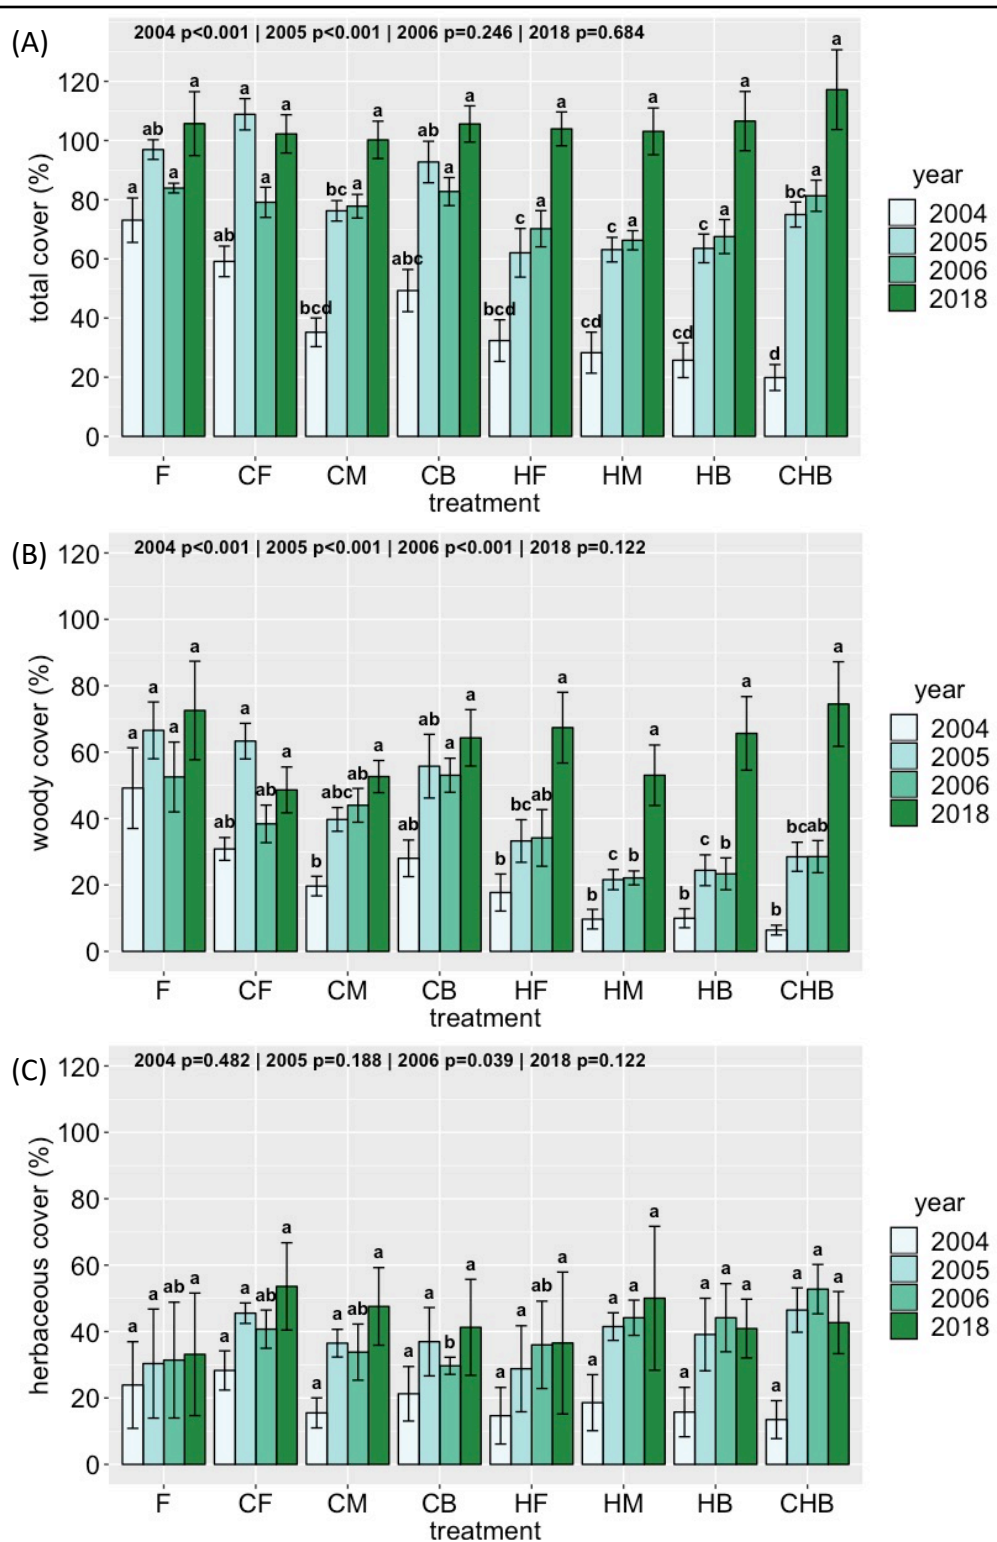 (A)
2004 p<0.001 | 2005 p<0.001 | 2006 p=0.246 | 2018 p=0.684
total cover (%)
120
100
80
60
40
20
0
a ab a a
ab a a a
bcd bc a a
abc ab a a
bcd c a a
cd c a a
cd c a a
d bc a a
F CF CM CB HF HM HB CHB
treatment
year
2004
2005
2006
2018
(B)
2004 p<0.001 | 2005 p<0.001 | 2006 p<0.001 | 2018 p=0.122
woody cover (%)
120
100
80
60
40
20
0
a a a a
ab a ab a
b abc ab a
ab ab a a
b bc ab a
b c b a
b c b a
b bc ab a
F CF CM CB HF HM HB CHB
treatment
year
2004
2005
2006
2018
(C)
2004 p=0.482 | 2005 p=0.188 | 2006 p=0.039 | 2018 p=0.122
herbaceous cover (%)
120
100
80
60
40
20
0
a a ab a
a a ab a
a a ab a
a a b a
a a ab a
a a a a
a a a a
a a a a
F CF CM CB HF HM HB CHB
treatment
year
2004
2005
2006
2018